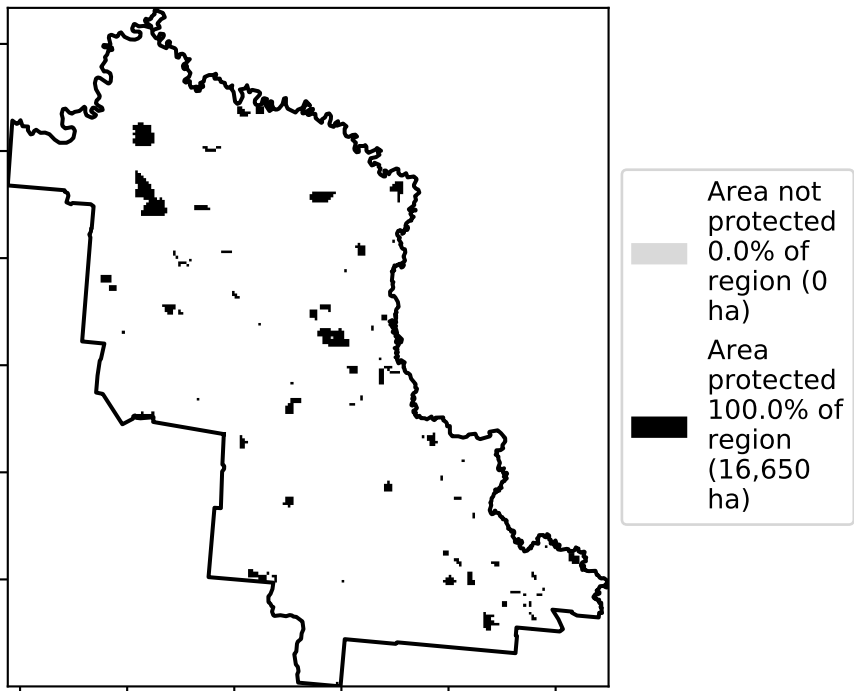 Area not
protected
0.0% of
region (0
ha)
Area
protected
100.0% of
region
(16,650
ha)